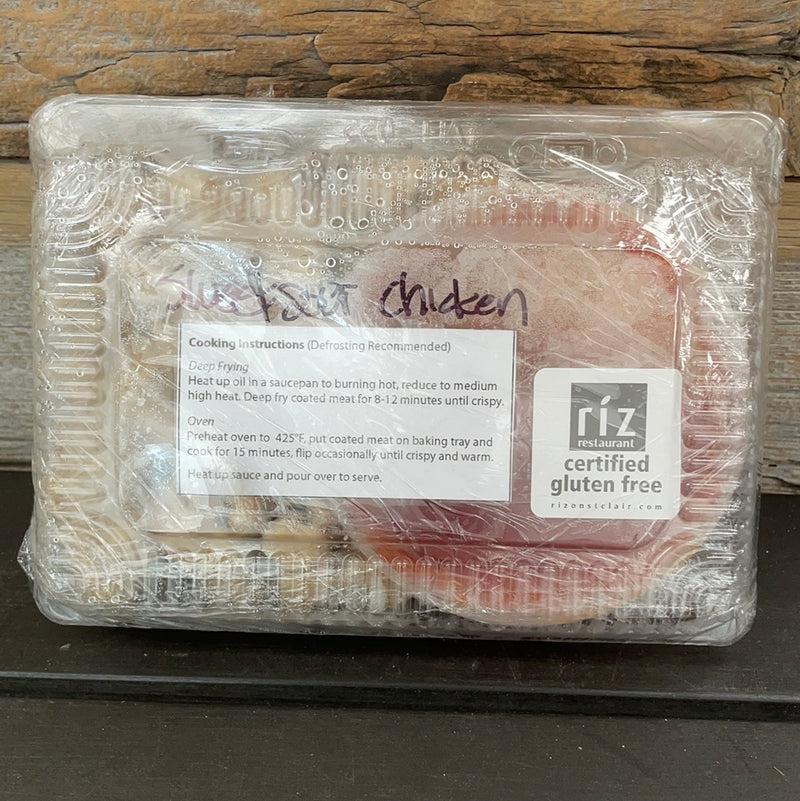 Sweet & Sour chicken
Cooking Instructions (Defrosting Recommended)
Deep Frying
Heat up oil in a saucepan to burning hot, reduce to medium
high heat. Deep fry coated meat for 8-12 minutes until crispy.
Oven
Preheat oven to 425°F, put coated meat on baking tray and
cook for 15 minutes, flip occasionally until crispy and warm.
Heat up sauce and pour over to serve.
riz
restaurant
certified
gluten free
rizonstclair.com